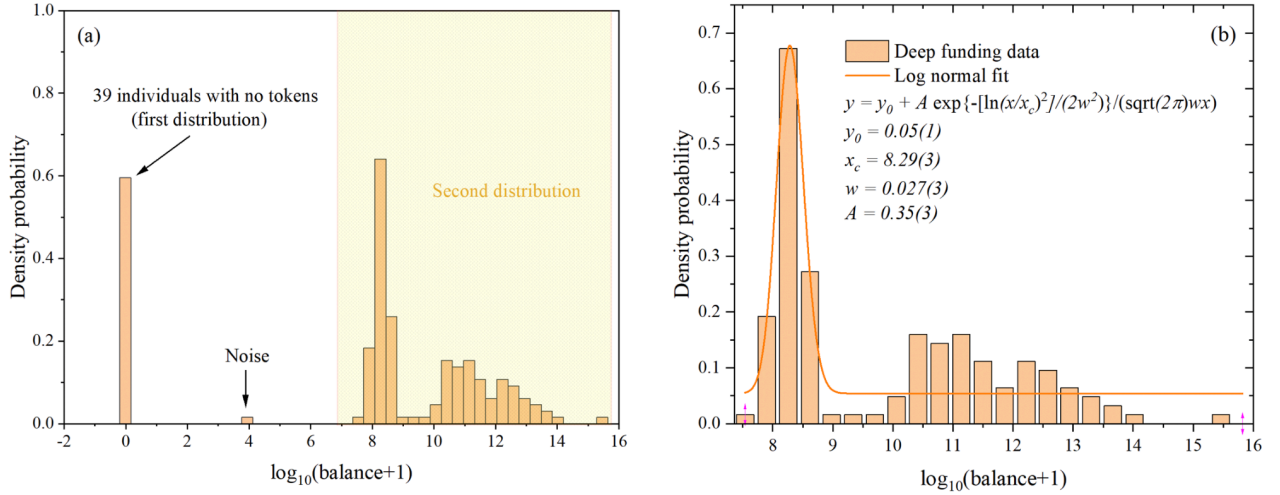 (a)
39 individuals with no tokens
(first distribution)
Second distribution
Noise
1.0
0.8
0.6
0.4
0.2
0.0
-2 0 2 4 6 8 10 12 14 16
Density probability
log10(balance+1)
(b)
Deep funding data
Log normal fit
y = y0 + A exp{-[ln(x/xc)2]/(2w2)}/(sqrt(2π)wx)
y0 = 0.05(1)
xc = 8.29(3)
w = 0.027(3)
A = 0.35(3)
0.7
0.6
0.5
0.4
0.3
0.2
0.1
0.0
8 9 10 11 12 13 14 15 16
Density probability
log10(balance+1)